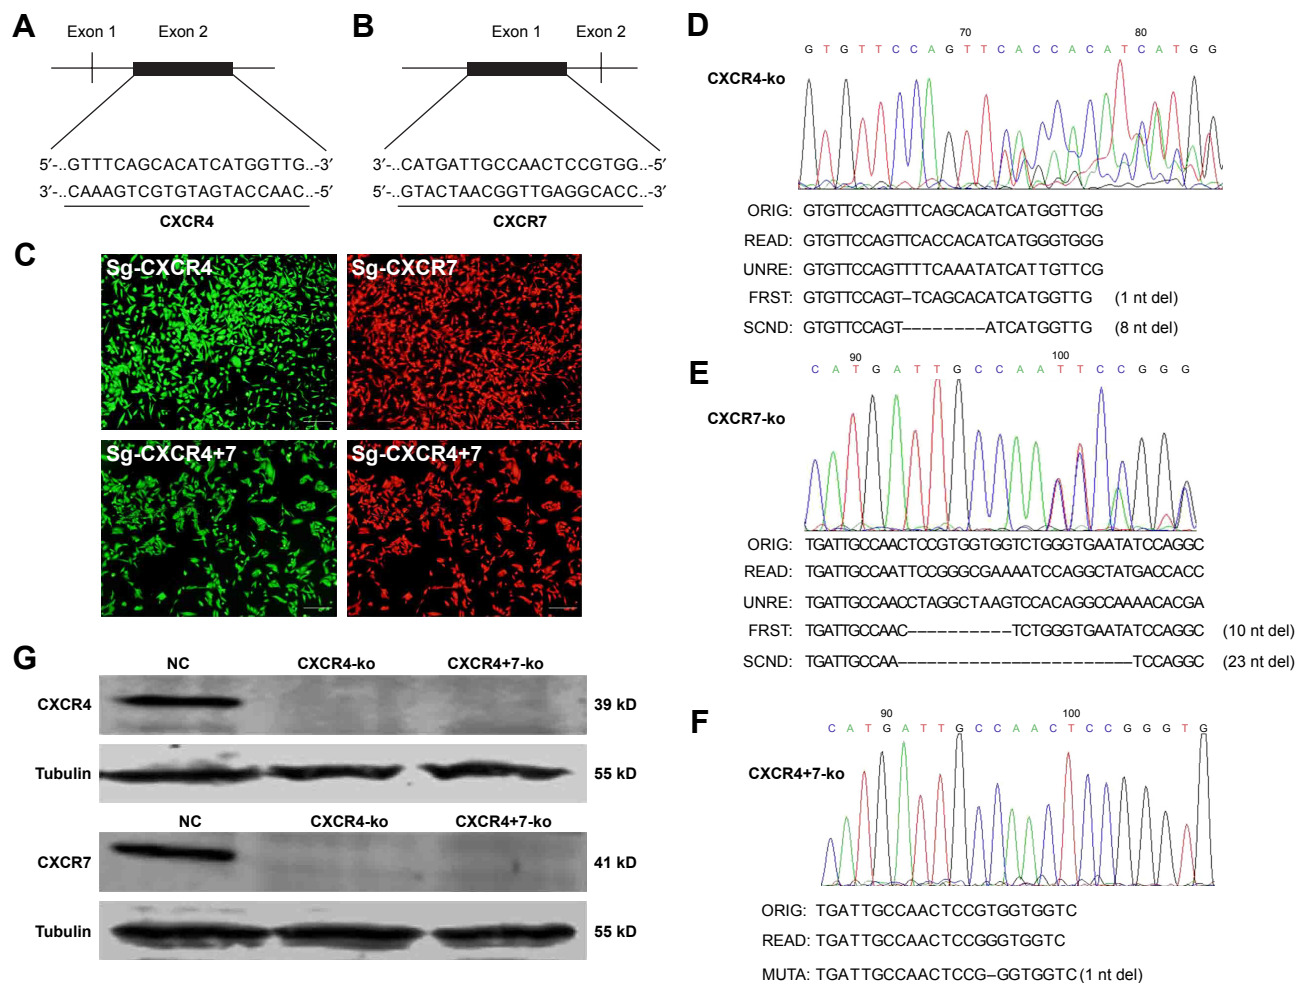 A
Exon 1
Exon 2
5′-..GTTTCAGCACATCATGGTTG..-3′
3′-..CAAAGTCGTGTAGTACCAAC..-5′
CXCR4
B
Exon 1
Exon 2
3′-..CATGATTGCCAACTCCGTGG..-5′
5′-..GTACTAACGGTTGAGGCACC..-3′
CXCR7
C
Sg-CXCR4
Sg-CXCR7
Sg-CXCR4+7
Sg-CXCR4+7
D
70
80
G T G T T C C A G T T C A C C A C A T C A T G G
CXCR4-ko
ORIG: GTGTTCCAGTTTCAGCACATCATGGTTGG
READ: GTGTTCCAGTTCACCACATCATGGGTGGG
UNRE: GTGTTCCAGTTTTCAAATATCATTGTTCG
FRST: GTGTTCCAGT–TCAGCACATCATGGTTG (1 nt del)
SCND: GTGTTCCAGT––––––––ATCATGGTTG (8 nt del)
E
90
100
C A T G A T T G C C A A T T C C G G G
CXCR7-ko
ORIG: TGATTGCCAACTCCGTGGTGGTCTGGGTGAATATCCAGGC
READ: TGATTGCCAATTCCGGGCGAAAATCCAGGCTATGACCACC
UNRE: TGATTGCCAACCTAGGCTAAGTCCACAGGCCAAAACACGA
FRST: TGATTGCCAAC––––––––––TCTGGGTGAATATCCAGGC (10 nt del)
SCND: TGATTGCCAA–––––––––––––––––––––––TCCAGGC (23 nt del)
F
90
100
C A T G A T T G C C A A C T C C G G G T G
CXCR4+7-ko
ORIG: TGATTGCCAACTCCGTGGTGGTC
READ: TGATTGCCAACTCCGGGTGGTC
MUTA: TGATTGCCAACTCCG–GGTGGTC (1 nt del)
G
NC
CXCR4-ko
CXCR4+7-ko
CXCR4
39 kD
Tubulin
55 kD
NC
CXCR4-ko
CXCR4+7-ko
CXCR7
41 kD
Tubulin
55 kD